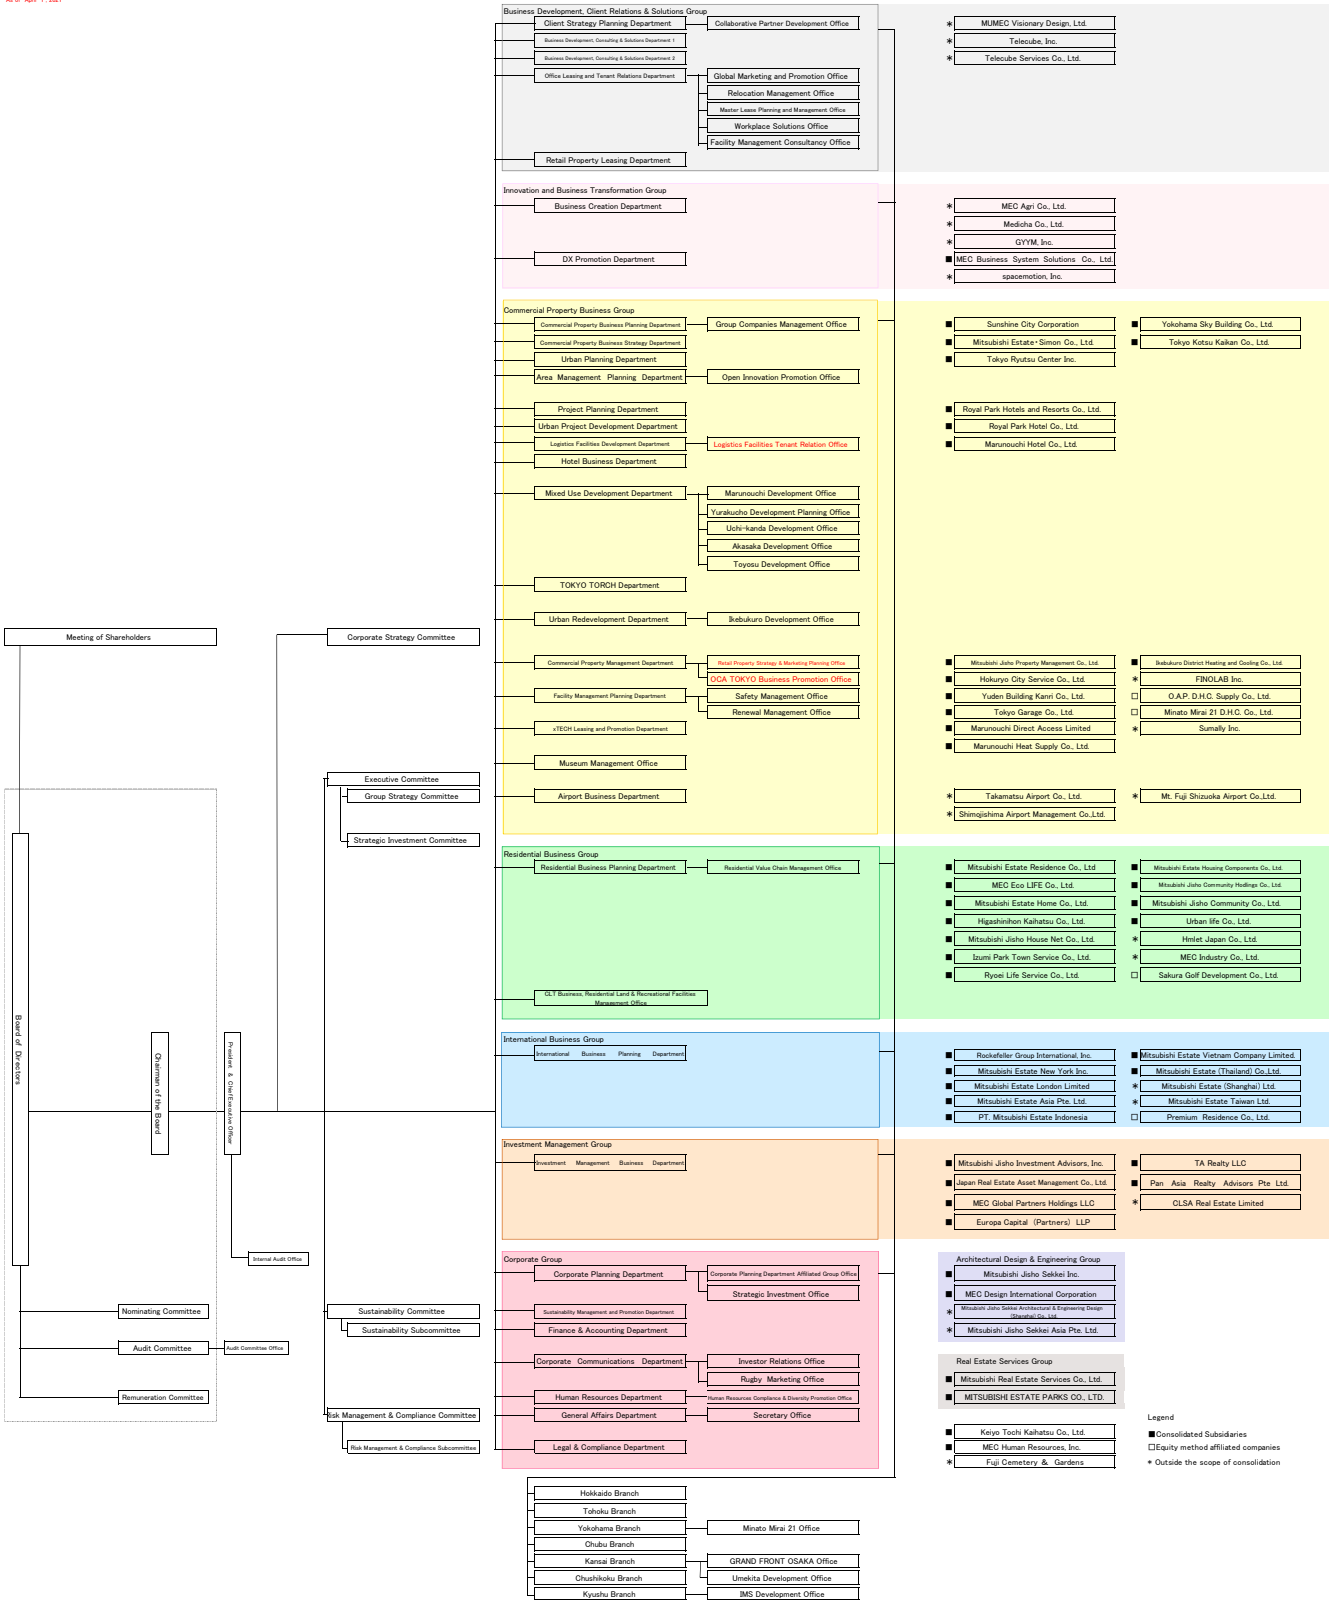 As of April 1, 2021
Business Development, Client Relations & Solutions Group
Client Strategy Planning Department
Collaborative Partner Development Office
Business Development, Consulting & Solutions Department 1
Business Development, Consulting & Solutions Department 2
Office Leasing and Tenant Relations Department
Global Marketing and Promotion Office
Relocation Management Office
Master Lease Planning and Management Office
Workplace Solutions Office
Facility Management Consultancy Office
Retail Property Leasing Department
* MUMEC Visionary Design, Ltd.
* Telecube, Inc.
* Telecube Services Co., Ltd.
Innovation and Business Transformation Group
Business Creation Department
DX Promotion Department
* MEC Agri Co., Ltd.
* Medicha Co., Ltd.
* GYYM, Inc.
■ MEC Business System Solutions Co., Ltd.
* spacemotion, Inc.
Commercial Property Business Group
Commercial Property Business Planning Department
Group Companies Management Office
Commercial Property Business Strategy Department
Urban Planning Department
Area Management Planning Department
Open Innovation Promotion Office
Project Planning Department
Urban Project Development Department
Logistics Facilities Development Department
Logistics Facilities Tenant Relation Office
Hotel Business Department
Mixed Use Development Department
Marunouchi Development Office
Yurakucho Development Planning Office
Uchi-kanda Development Office
Akasaka Development Office
Toyosu Development Office
TOKYO TORCH Department
Urban Redevelopment Department
Ikebukuro Development Office
Commercial Property Management Department
Retail Property Strategy & Marketing Planning Office
OCA TOKYO Business Promotion Office
Facility Management Planning Department
Safety Management Office
Renewal Management Office
xTECH Leasing and Promotion Department
Museum Management Office
Airport Business Department
■ Sunshine City Corporation
■ Yokohama Sky Building Co., Ltd.
■ Mitsubishi Estate・Simon Co., Ltd.
■ Tokyo Kotsu Kaikan Co., Ltd.
■ Tokyo Ryutsu Center Inc.
■ Royal Park Hotels and Resorts Co., Ltd.
■ Royal Park Hotel Co., Ltd.
■ Marunouchi Hotel Co., Ltd.
■ Mitsubishi Jisho Property Management Co., Ltd.
■ Ikebukuro District Heating and Cooling Co., Ltd.
■ Hokuryo City Service Co., Ltd.
* FINOLAB Inc.
■ Yuden Building Kanri Co., Ltd.
□ O.A.P. D.H.C. Supply Co., Ltd.
■ Tokyo Garage Co., Ltd.
□ Minato Mirai 21 D.H.C. Co., Ltd.
■ Marunouchi Direct Access Limited
* Sumally Inc.
■ Marunouchi Heat Supply Co., Ltd.
* Takamatsu Airport Co., Ltd.
* Mt. Fuji Shizuoka Airport Co.,Ltd.
* Shimojishima Airport Management Co.,Ltd.
Meeting of Shareholders
Corporate Strategy Committee
Executive Committee
Group Strategy Committee
Strategic Investment Committee
Board of Directors
Chairman of the Board
President & Chief Executive Officer
Internal Audit Office
Nominating Committee
Audit Committee
Audit Committee Office
Remuneration Committee
Sustainability Committee
Sustainability Subcommittee
Risk Management & Compliance Committee
Risk Management & Compliance Subcommittee
Residential Business Group
Residential Business Planning Department
Residential Value Chain Management Office
CLT Business, Residential Land & Recreational Facilities
Management Office
■ Mitsubishi Estate Residence Co., Ltd
■ Mitsubishi Estate Housing Components Co., Ltd.
■ MEC Eco LIFE Co., Ltd.
■ Mitsubishi Jisho Community Hodlings Co., Ltd.
■ Mitsubishi Estate Home Co., Ltd.
■ Mitsubishi Jisho Community Co., Ltd.
■ Higashinihon Kaihatsu Co., Ltd.
■ Urban life Co., Ltd.
■ Mitsubishi Jisho House Net Co., Ltd.
* Hmlet Japan Co., Ltd.
■ Izumi Park Town Service Co., Ltd.
* MEC Industry Co., Ltd.
■ Ryoei Life Service Co., Ltd.
□ Sakura Golf Development Co., Ltd.
International Business Group
International Business Planning Department
■ Rockefeller Group International, Inc.
■ Mitsubishi Estate Vietnam Company Limited.
■ Mitsubishi Estate New York Inc.
■ Mitsubishi Estate (Thailand) Co.,Ltd.
■ Mitsubishi Estate London Limited
* Mitsubishi Estate (Shanghai) Ltd.
■ Mitsubishi Estate Asia Pte. Ltd.
* Mitsubishi Estate Taiwan Ltd.
■ PT. Mitsubishi Estate Indonesia
□ Premium Residence Co., Ltd.
Investment Management Group
Investment Management Business Department
■ Mitsubishi Jisho Investment Advisors, Inc.
■ TA Realty LLC
■ Japan Real Estate Asset Management Co., Ltd.
■ Pan Asia Realty Advisors Pte Ltd.
■ MEC Global Partners Holdings LLC
* CLSA Real Estate Limited
■ Europa Capital (Partners) LLP
Corporate Group
Corporate Planning Department
Corporate Planning Department Affiliated Group Office
Strategic Investment Office
Sustainability Management and Promotion Department
Finance & Accounting Department
Corporate Communications Department
Investor Relations Office
Rugby Marketing Office
Human Resources Department
Human Resources Compliance & Diversity Promotion Office
General Affairs Department
Secretary Office
Legal & Compliance Department
Architectural Design & Engineering Group
■ Mitsubishi Jisho Sekkei Inc.
■ MEC Design International Corporation
* Mitsubishi Jisho Sekkei Architectural & Engineering Design
(Shanghai) Co., Ltd.
* Mitsubishi Jisho Sekkei Asia Pte. Ltd.
Real Estate Services Group
■ Mitsubishi Real Estate Services Co., Ltd.
■ MITSUBISHI ESTATE PARKS CO., LTD.
■ Keiyo Tochi Kaihatsu Co., Ltd.
■ MEC Human Resources, Inc.
* Fuji Cemetery & Gardens
Legend
■Consolidated Subsidiaries
□Equity method affiliated companies
* Outside the scope of consolidation
Hokkaido Branch
Tohoku Branch
Yokohama Branch
Minato Mirai 21 Office
Chubu Branch
Kansai Branch
GRAND FRONT OSAKA Office
Umekita Development Office
Chushikoku Branch
Kyushu Branch
IMS Development Office